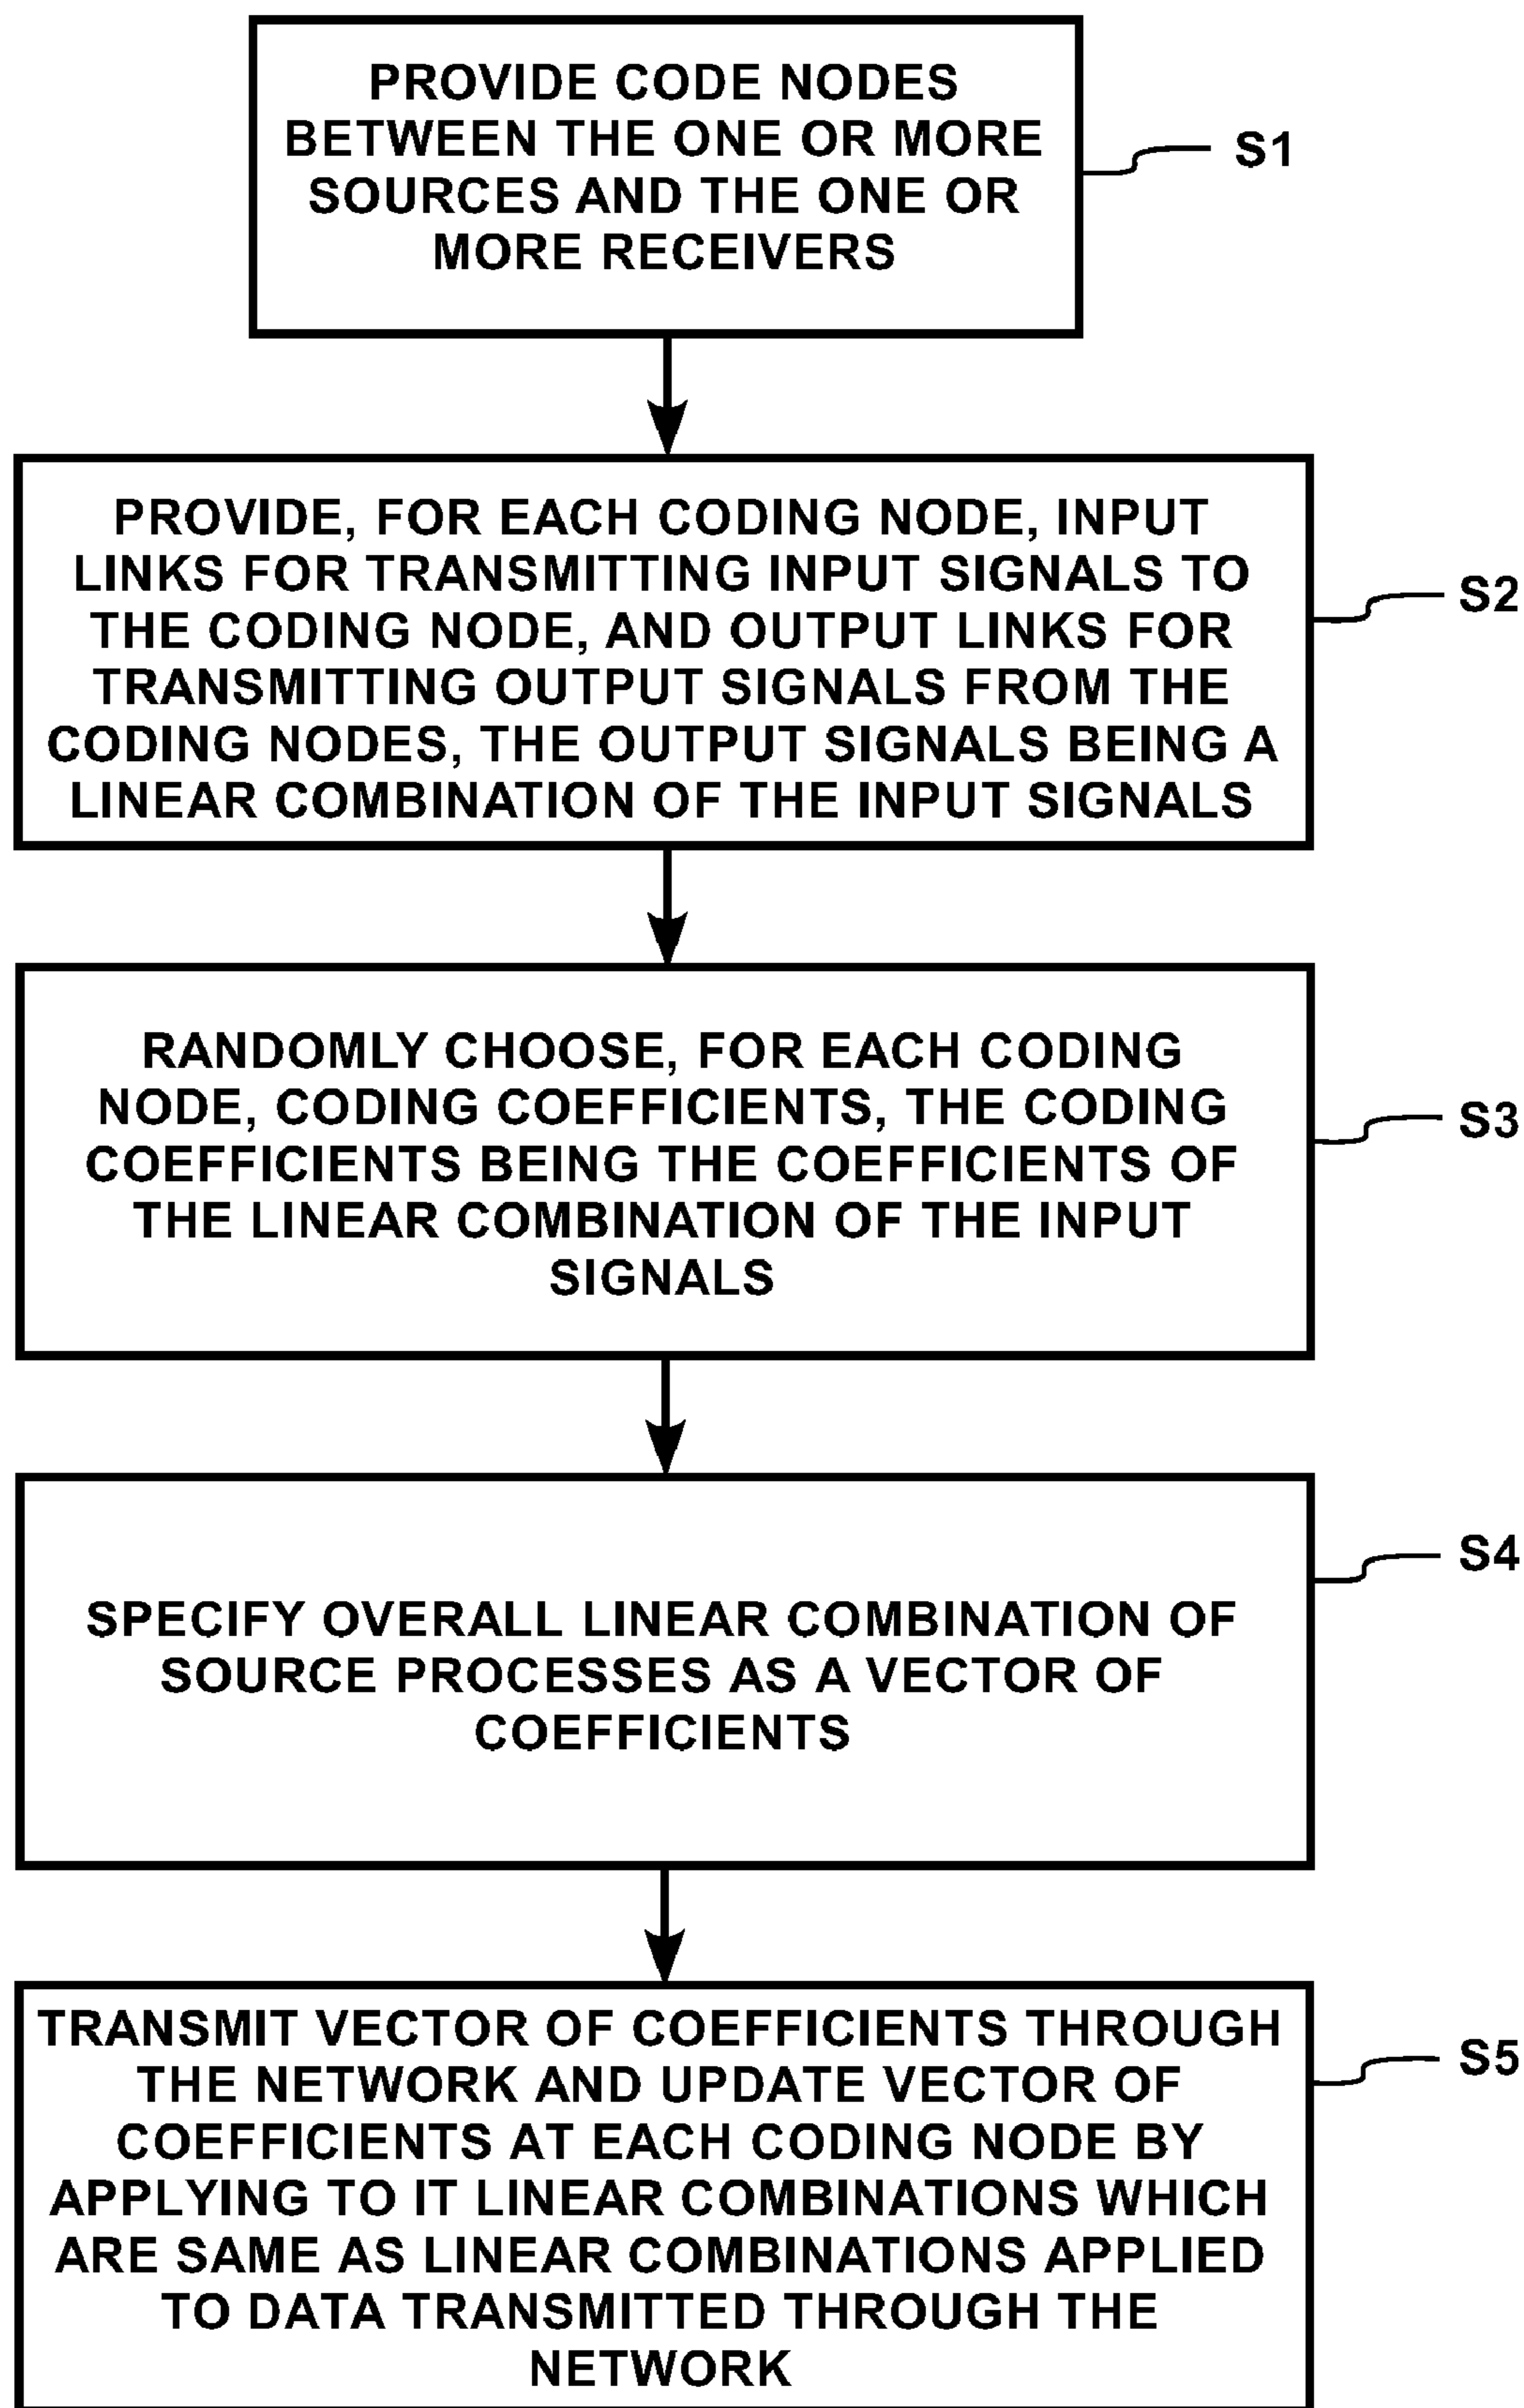 PROVIDE CODE NODES
BETWEEN THE ONE OR MORE
SOURCES AND THE ONE OR
MORE RECEIVERS
S1
PROVIDE, FOR EACH CODING NODE, INPUT
LINKS FOR TRANSMITTING INPUT SIGNALS TO
THE CODING NODE, AND OUTPUT LINKS FOR
TRANSMITTING OUTPUT SIGNALS FROM THE
CODING NODES, THE OUTPUT SIGNALS BEING A
LINEAR COMBINATION OF THE INPUT SIGNALS
S2
RANDOMLY CHOOSE, FOR EACH CODING
NODE, CODING COEFFICIENTS, THE CODING
COEFFICIENTS BEING THE COEFFICIENTS OF
THE LINEAR COMBINATION OF THE INPUT
SIGNALS
S3
SPECIFY OVERALL LINEAR COMBINATION OF
SOURCE PROCESSES AS A VECTOR OF
COEFFICIENTS
S4
TRANSMIT VECTOR OF COEFFICIENTS THROUGH
THE NETWORK AND UPDATE VECTOR OF
COEFFICIENTS AT EACH CODING NODE BY
APPLYING TO IT LINEAR COMBINATIONS WHICH
ARE SAME AS LINEAR COMBINATIONS APPLIED
TO DATA TRANSMITTED THROUGH THE
NETWORK
S5